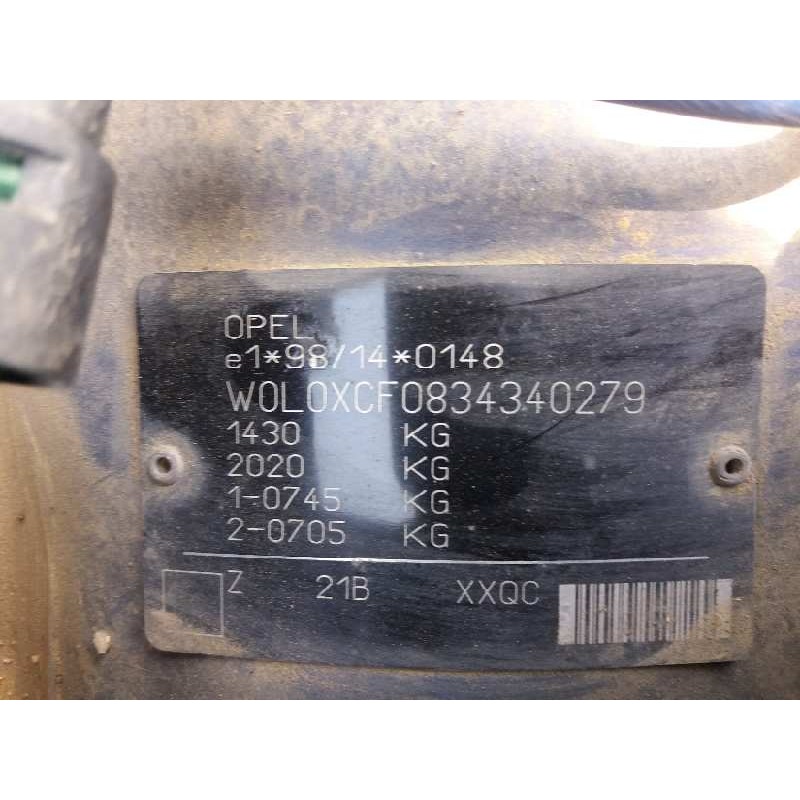 OPEL
e1*98/14*0148
W0L0XCF0834340279
1430 KG
2020 KG
1-0745 KG
2-0705 KG
Z 21B XXQC